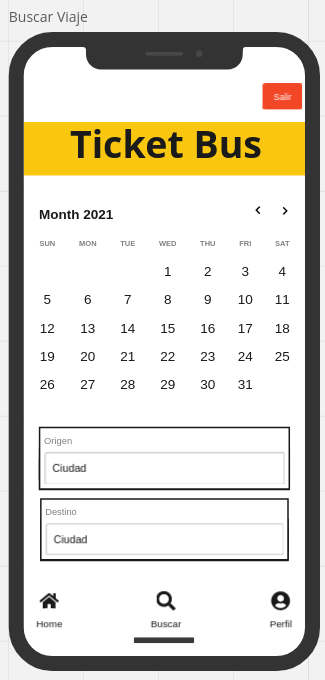 Buscar Viaje
Salir
Ticket Bus
Month 2021
SUN MON TUE WED THU FRI SAT
1 2 3 4
5 6 7 8 9 10 11
12 13 14 15 16 17 18
19 20 21 22 23 24 25
26 27 28 29 30 31
Origen
Ciudad
Destino
Ciudad
Home Buscar Perfil